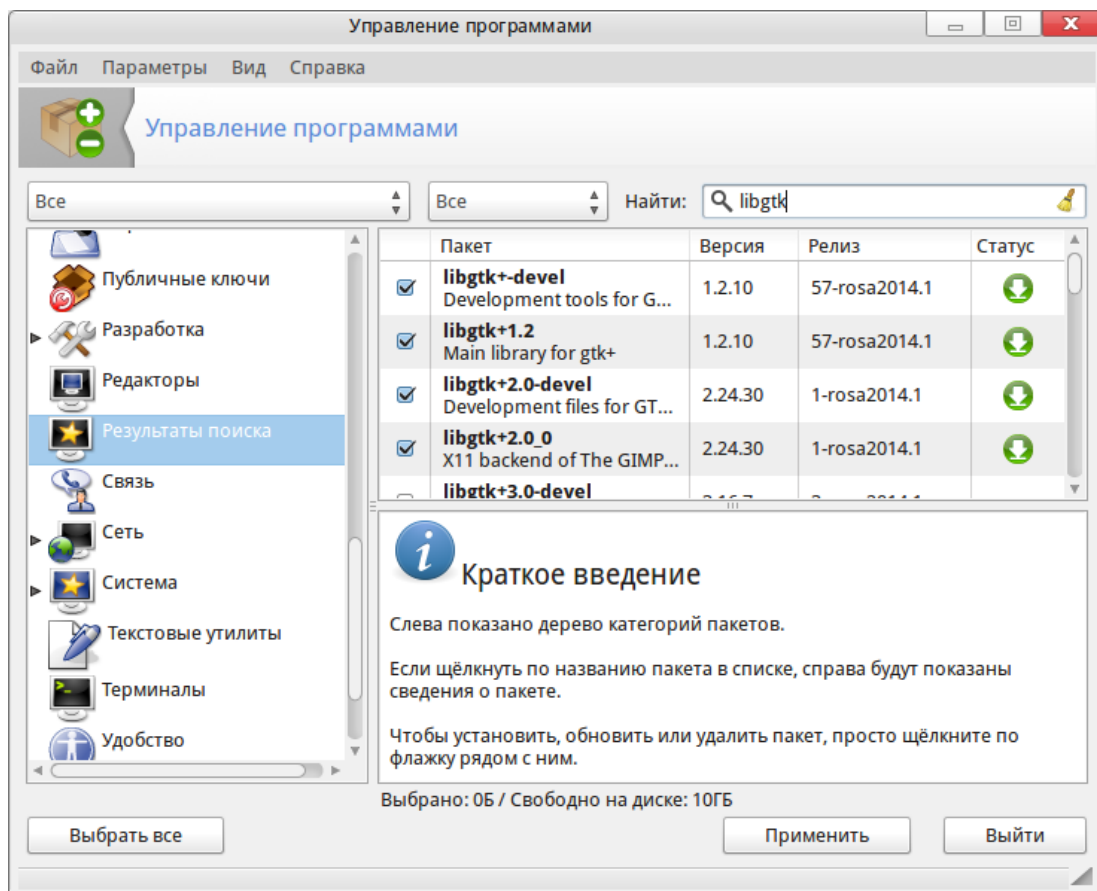 Управление программами
Файл Параметры Вид Справка
Управление программами
Все
Все
Найти:
libgtk
Публичные ключи
Разработка
Редакторы
Результаты поиска
Связь
Сеть
Система
Текстовые утилиты
Терминалы
Удобство
Пакет Версия Релиз Статус
libgtk+-devel
Development tools for G...
1.2.10 57-rosa2014.1
libgtk+1.2
Main library for gtk+
1.2.10 57-rosa2014.1
libgtk+2.0-devel
Development files for GT...
2.24.30 1-rosa2014.1
libgtk+2.0_0
X11 backend of The GIMP...
2.24.30 1-rosa2014.1
libgtk+3.0-devel
Краткое введение
Слева показано дерево категорий пакетов.
Если щёлкнуть по названию пакета в списке, справа будут показаны
сведения о пакете.
Чтобы установить, обновить или удалить пакет, просто щёлкните по
флажку рядом с ним.
Выбрано: 0Б / Свободно на диске: 10ГБ
Выбрать все
Применить
Выйти